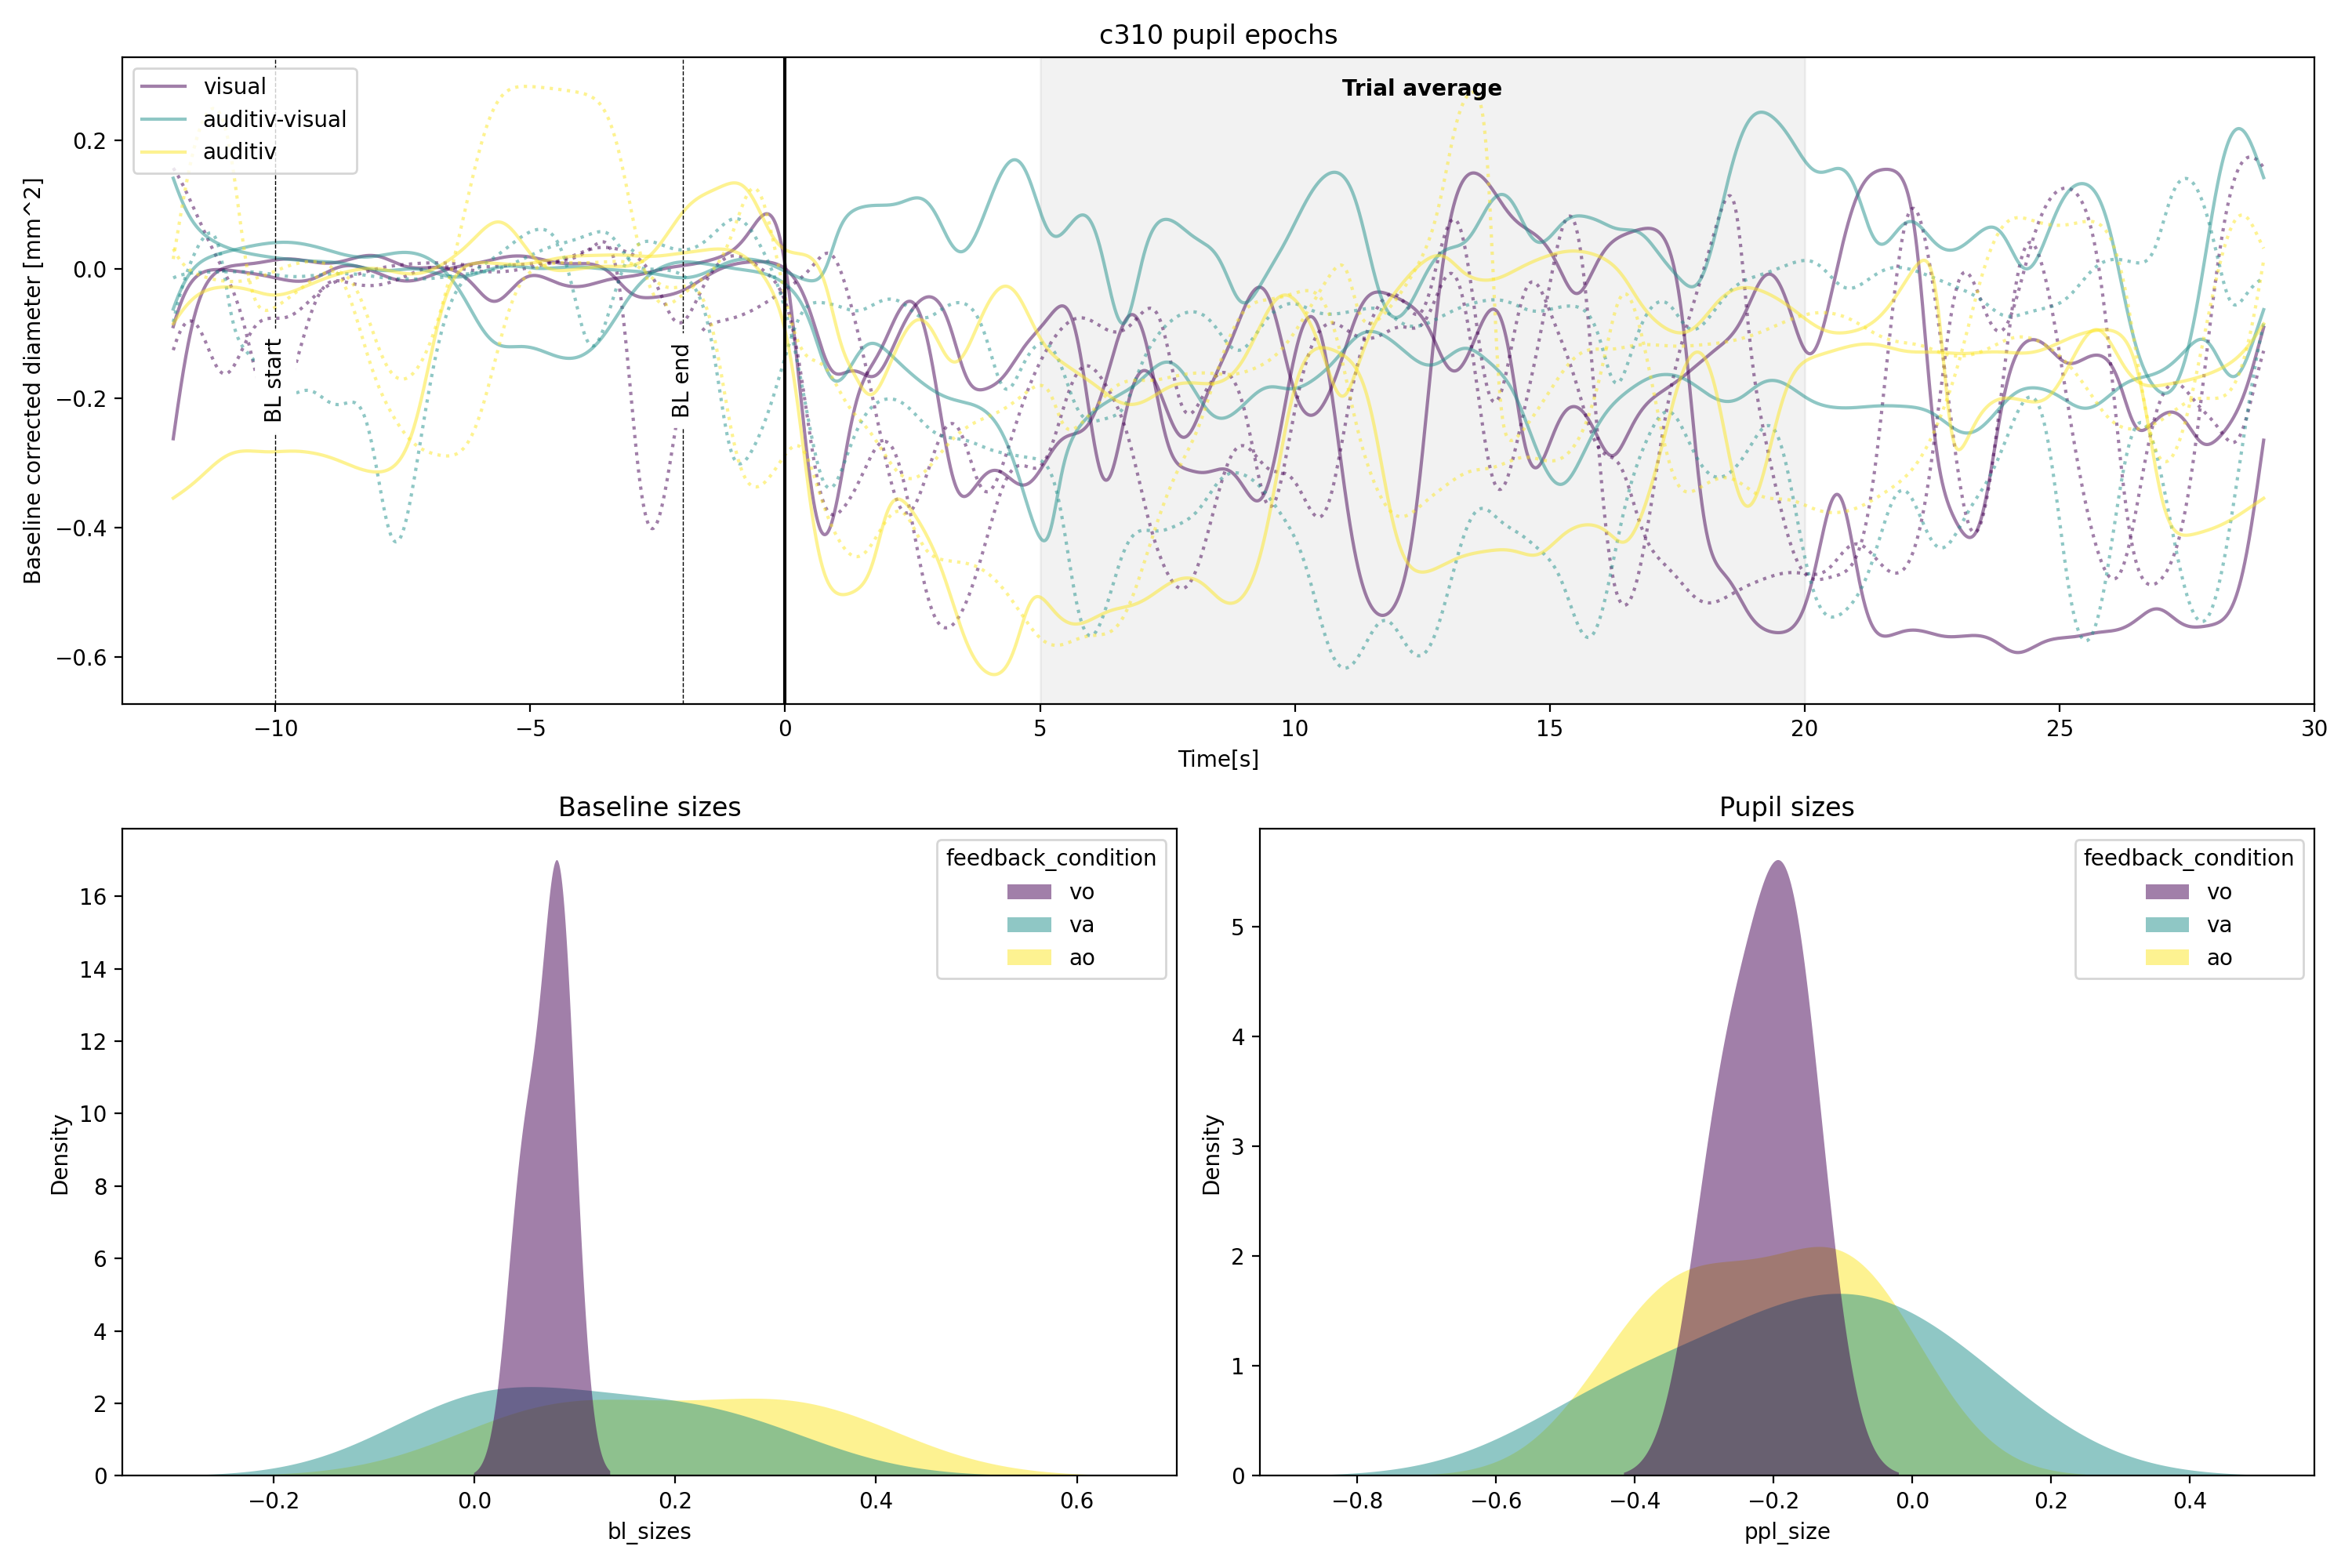 c310 pupil epochs
visual
auditiv-visual
auditiv
Trial average
BL start
BL end
Baseline corrected diameter [mm^2]
0.2
0.0
−0.2
−0.4
−0.6
−10
−5
0
5
10
15
20
25
30
Time[s]
Baseline sizes
feedback_condition
vo
va
ao
Density
16
14
12
10
8
6
4
2
0
−0.2
0.0
0.2
0.4
0.6
bl_sizes
Pupil sizes
feedback_condition
vo
va
ao
Density
5
4
3
2
1
0
−0.8
−0.6
−0.4
−0.2
0.0
0.2
0.4
ppl_size